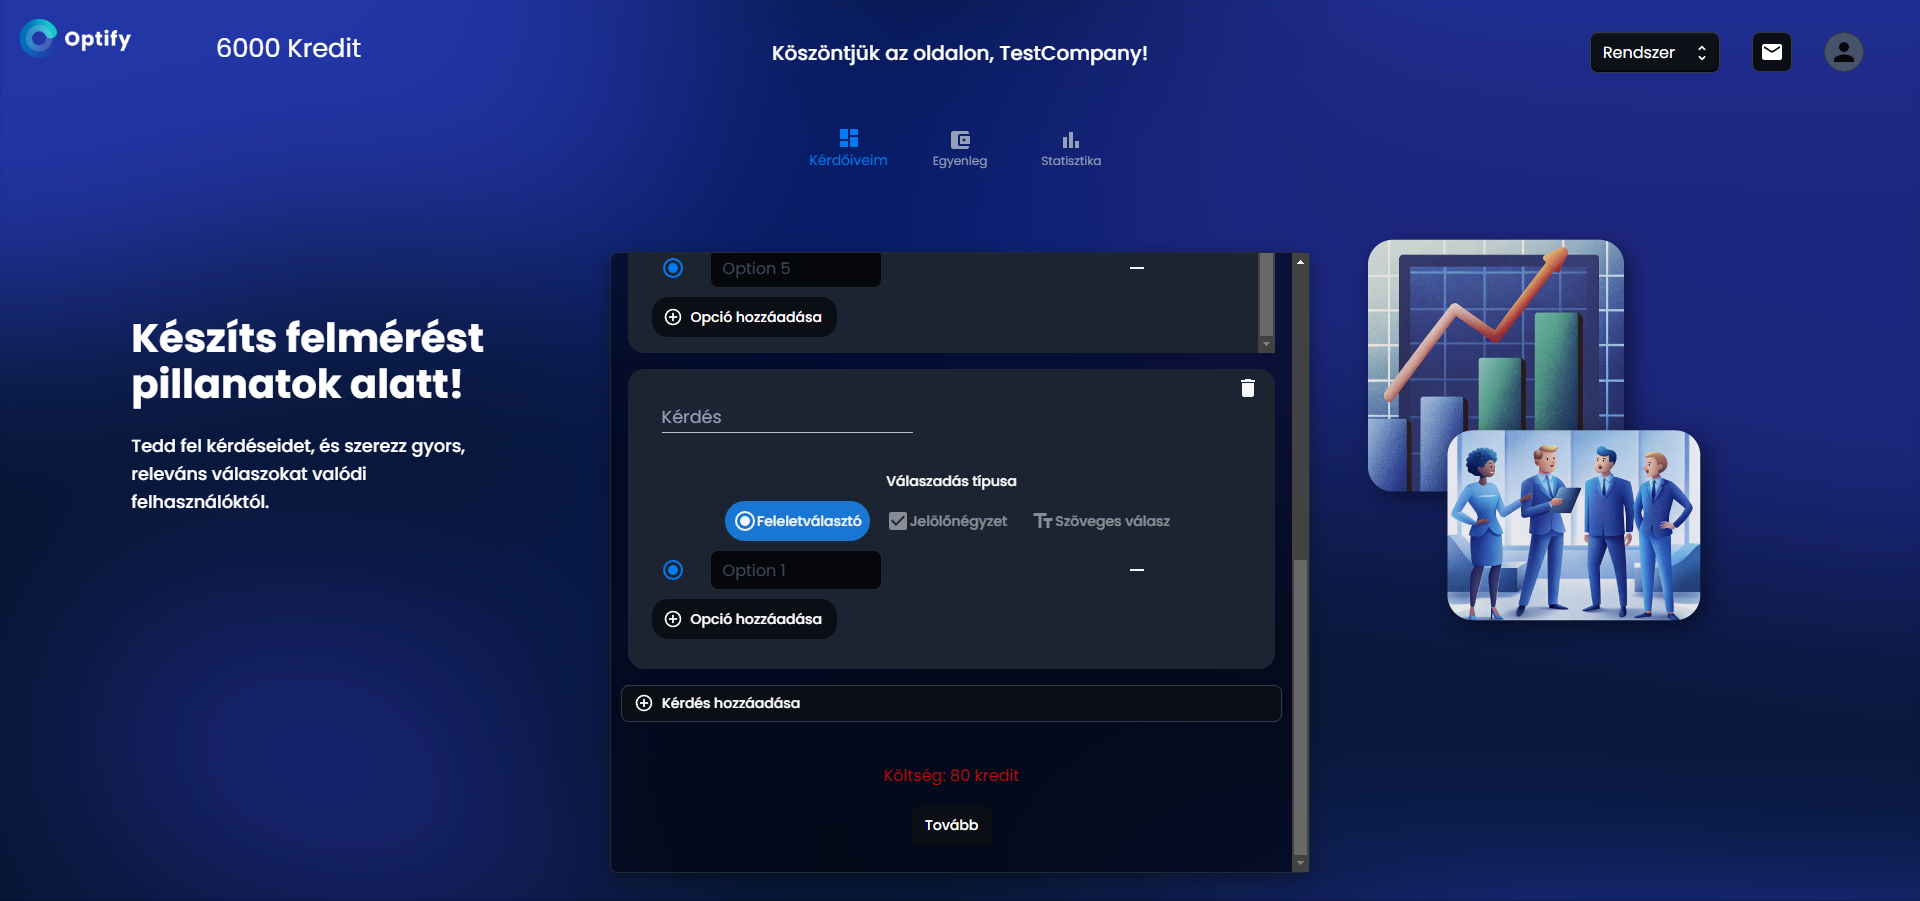 Optify
6000 Kredit
Köszöntjük az oldalon, TestCompany!
Rendszer
Kérdőíveim
Egyenleg
Statisztika
Készíts felmérést
pillanatok alatt!
Tedd fel kérdéseidet, és szerezz gyors,
releváns válaszokat valódi
felhasználóktól.
Option 5
Opció hozzáadása
Kérdés
Válaszadás típusa
Feleletválasztó
Jelölőnégyzet
Szöveges válasz
Option 1
Opció hozzáadása
Kérdés hozzáadása
Költség: 80 kredit
Tovább